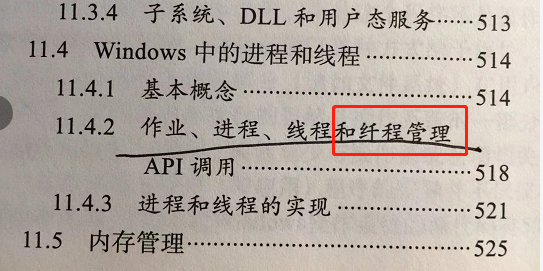 11.3.4 子系统、DLL 和用户态服务······513
11.4 Windows 中的进程和线程···············514
11.4.1 基本概念·································514
11.4.2 作业、进程、线程和纤程管理
API 调用·································518
11.4.3 进程和线程的实现·················521
11.5 内存管理·········································525